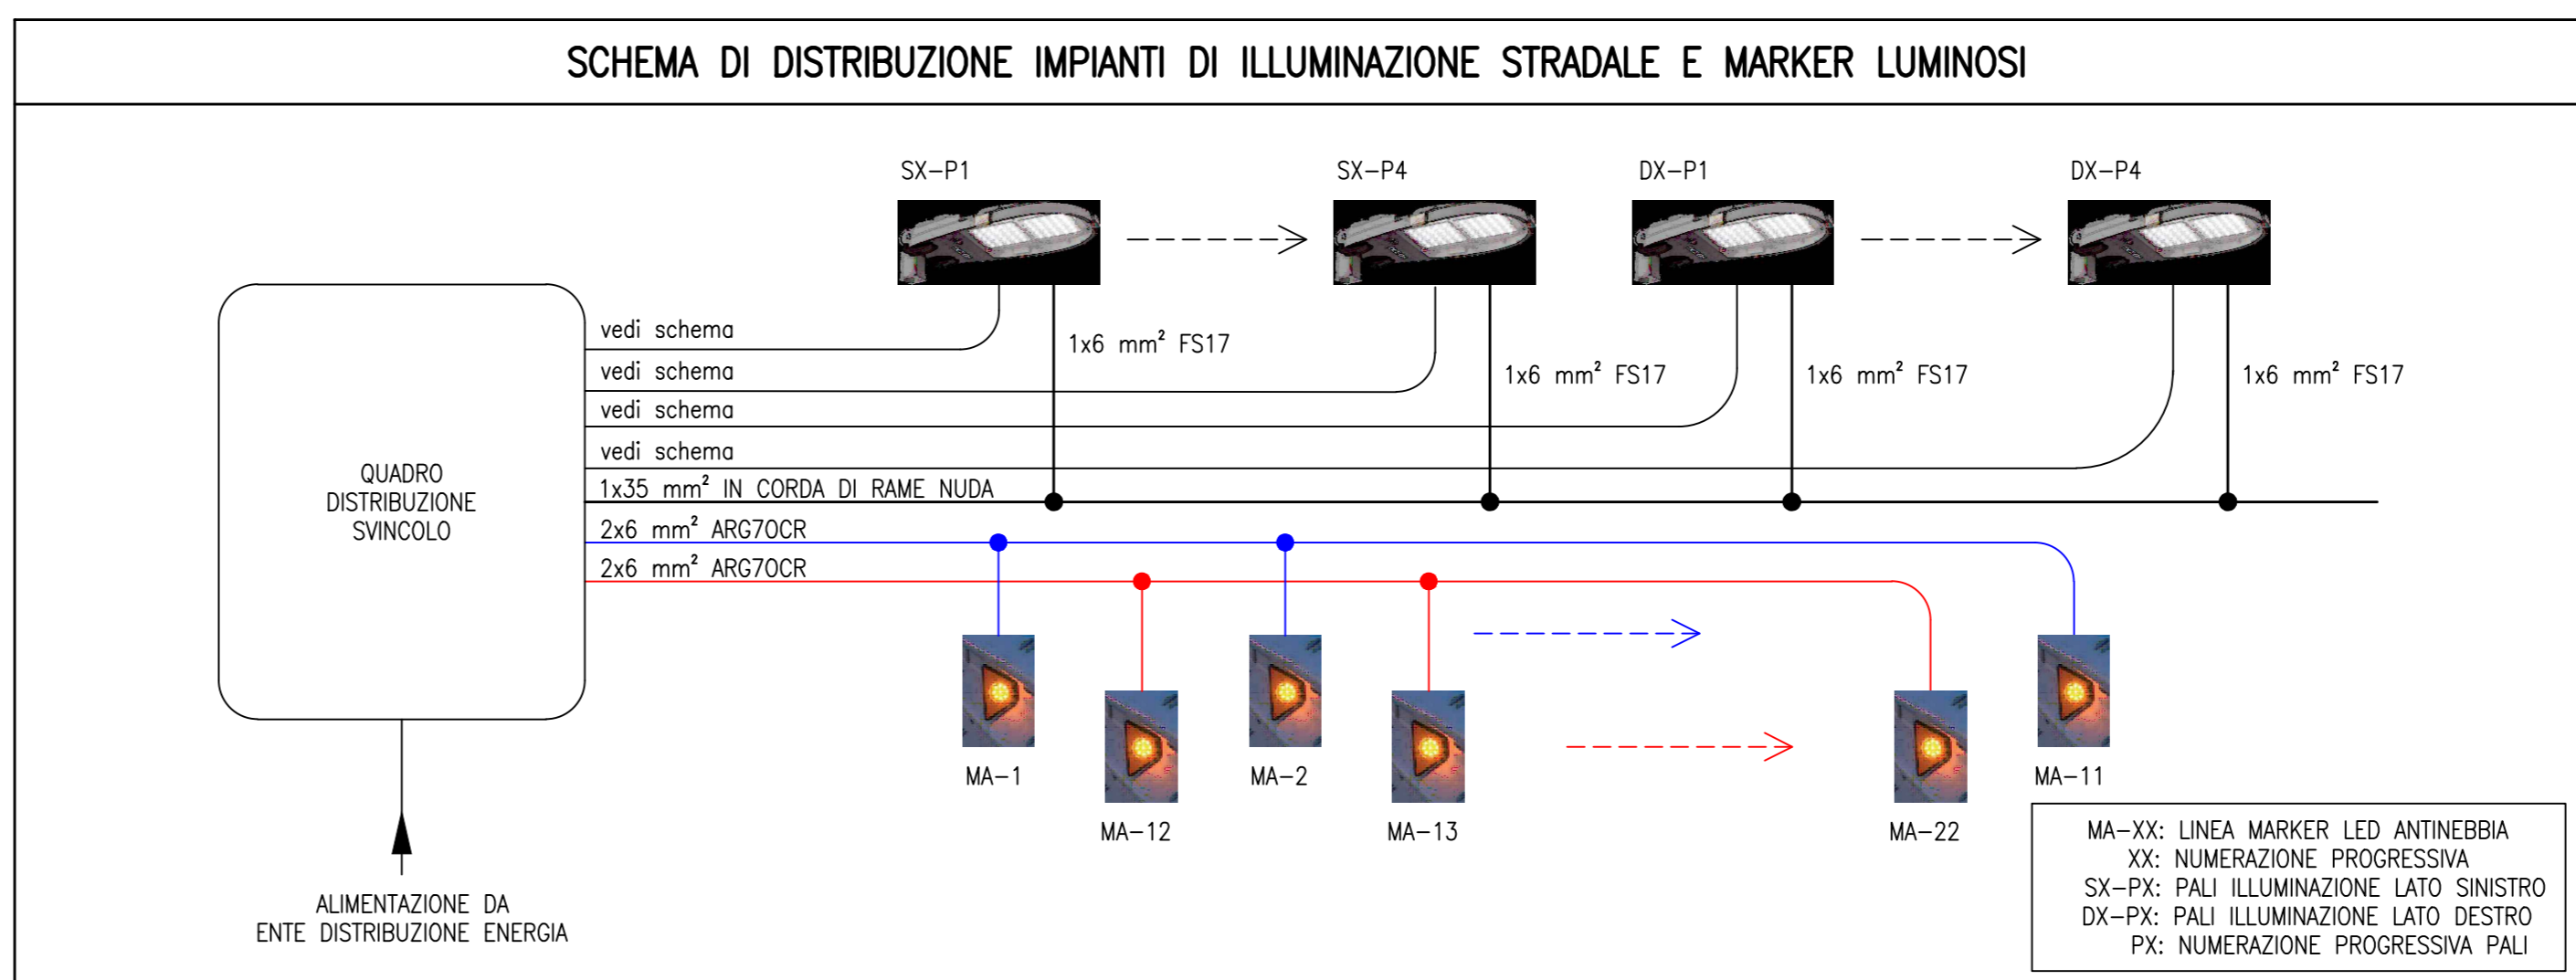 SCHEMA DI DISTRIBUZIONE IMPIANTI DI ILLUMINAZIONE STRADALE E MARKER LUMINOSI
SX-P1
SX-P4
DX-P1
DX-P4
vedi schema
1x6 mm² FS17
vedi schema
1x6 mm² FS17
1x6 mm² FS17
1x6 mm² FS17
vedi schema
vedi schema
1x35 mm² IN CORDA DI RAME NUDA
2x6 mm² ARG7OCR
2x6 mm² ARG7OCR
QUADRO
DISTRIBUZIONE
SVINCOLO
MA-1
MA-2
MA-11
MA-12
MA-13
MA-22
ALIMENTAZIONE DA
ENTE DISTRIBUZIONE ENERGIA
MA-XX: LINEA MARKER LED ANTINEBBIA
XX: NUMERAZIONE PROGRESSIVA
SX-PX: PALI ILLUMINAZIONE LATO SINISTRO
DX-PX: PALI ILLUMINAZIONE LATO DESTRO
PX: NUMERAZIONE PROGRESSIVA PALI